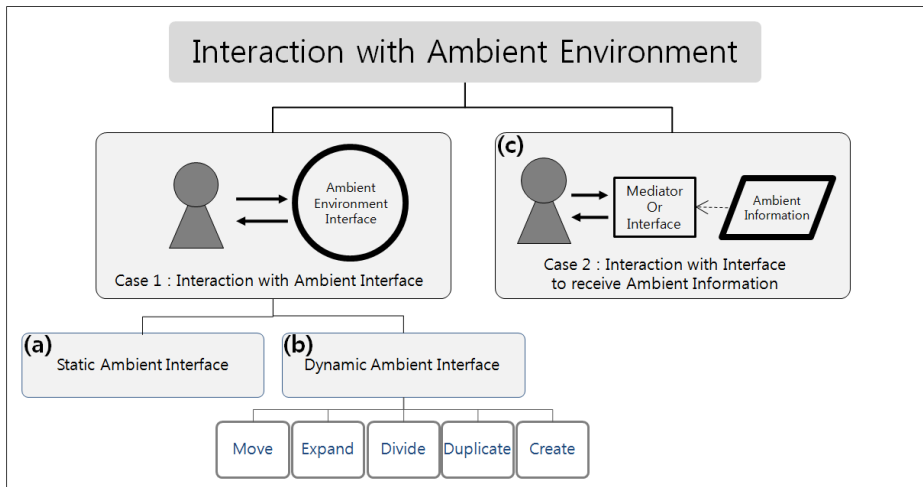 Interaction with Ambient Environment
Ambient
Environment
Interface
Case 1 : Interaction with Ambient Interface
(c)
Mediator
Or
Interface
Ambient
Information
Case 2 : Interaction with Interface
to receive Ambient Information
(a)
Static Ambient Interface
(b)
Dynamic Ambient Interface
Move
Expand
Divide
Duplicate
Create